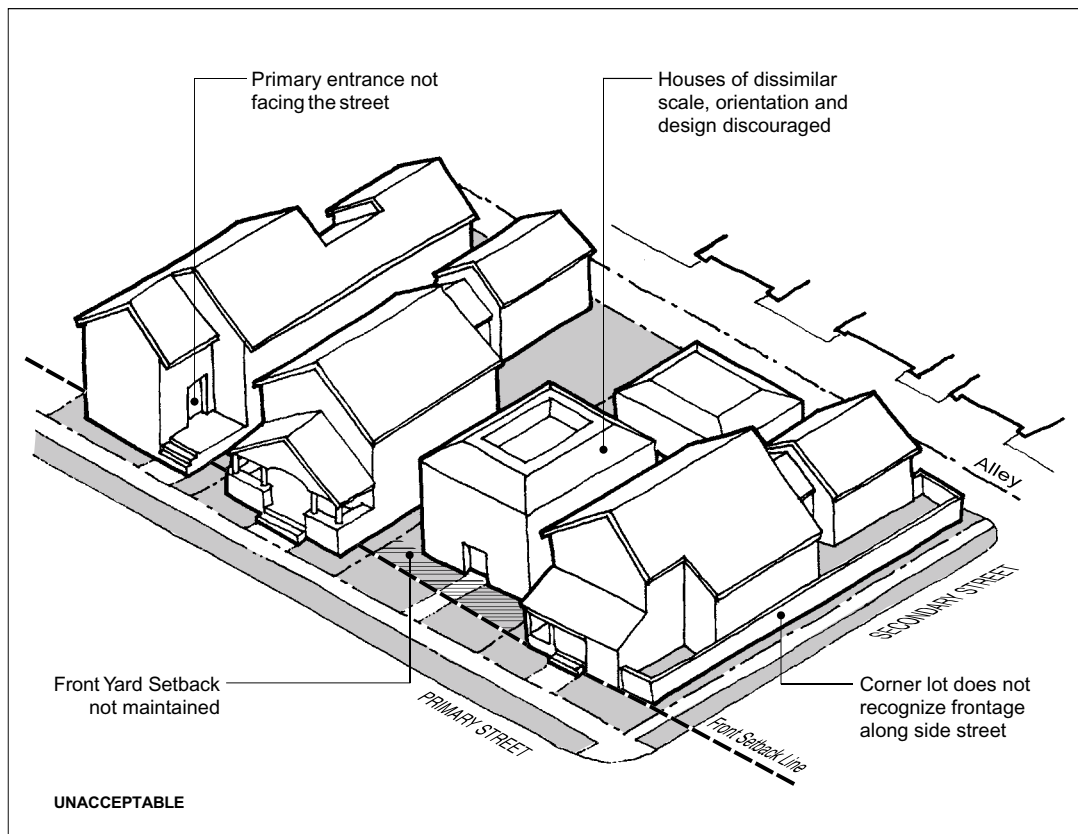 Primary entrance not
facing the street
Houses of dissimilar
scale, orientation and
design discouraged
Alley
SECONDARY STREET
Front Yard Setback
not maintained
PRIMARY STREET
Front Setback Line
Corner lot does not
recognize frontage
along side street
UNACCEPTABLE